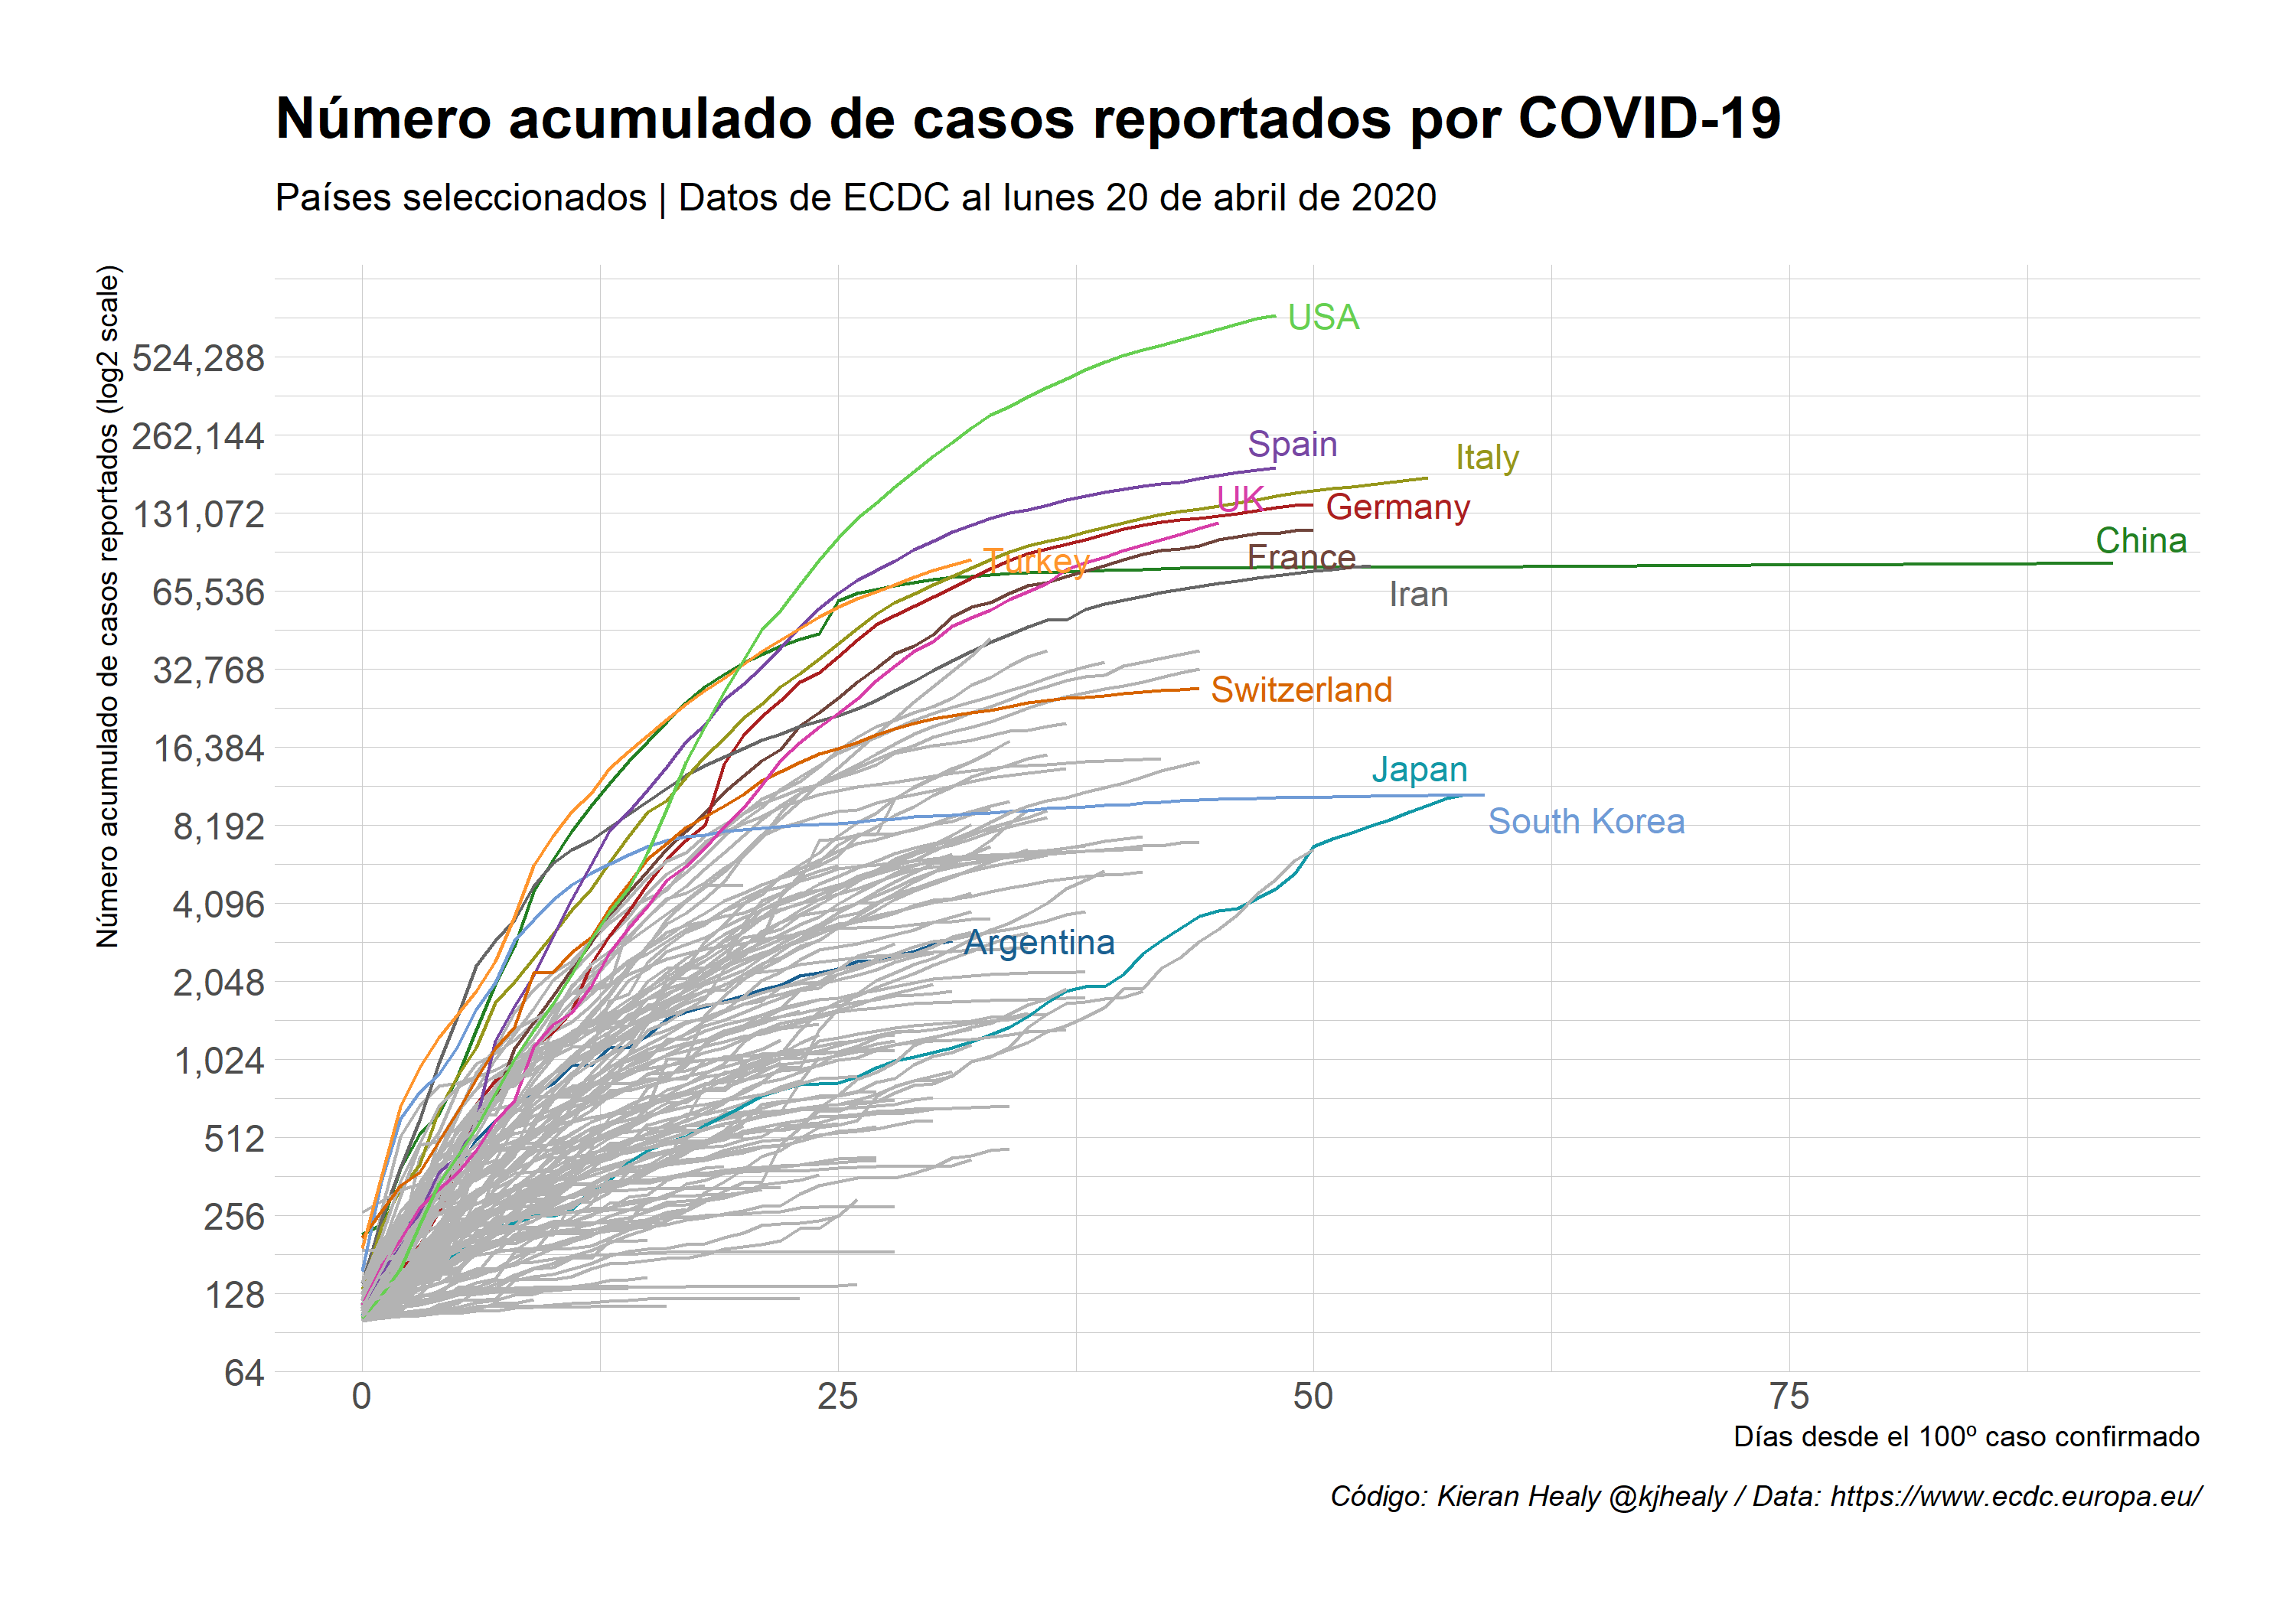 Número acumulado de casos reportados por COVID-19
Países seleccionados | Datos de ECDC al lunes 20 de abril de 2020
Número acumulado de casos reportados (log2 scale)
524,288
262,144
131,072
65,536
32,768
16,384
8,192
4,096
2,048
1,024
512
256
128
64
USA
Spain
Italy
UK
Germany
China
France
Turkey
Iran
Switzerland
Japan
South Korea
Argentina
0
25
50
75
Días desde el 100º caso confirmado
Código: Kieran Healy @kjhealy / Data: https://www.ecdc.europa.eu/